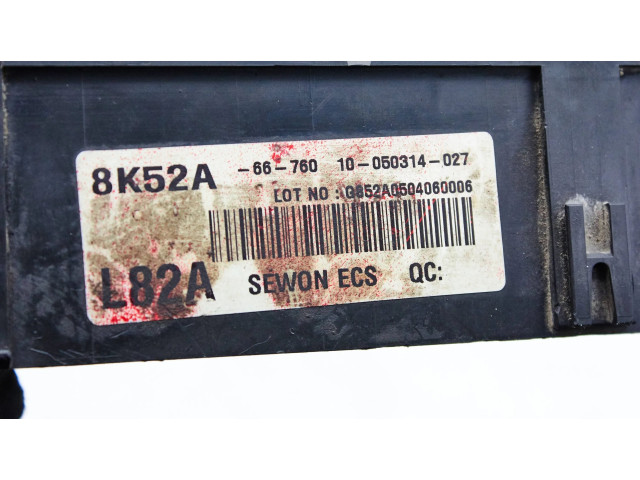 8K52A -66-760 10-050314-027
LOT NO : G852A0504060006
L82A SEWON ECS QC: